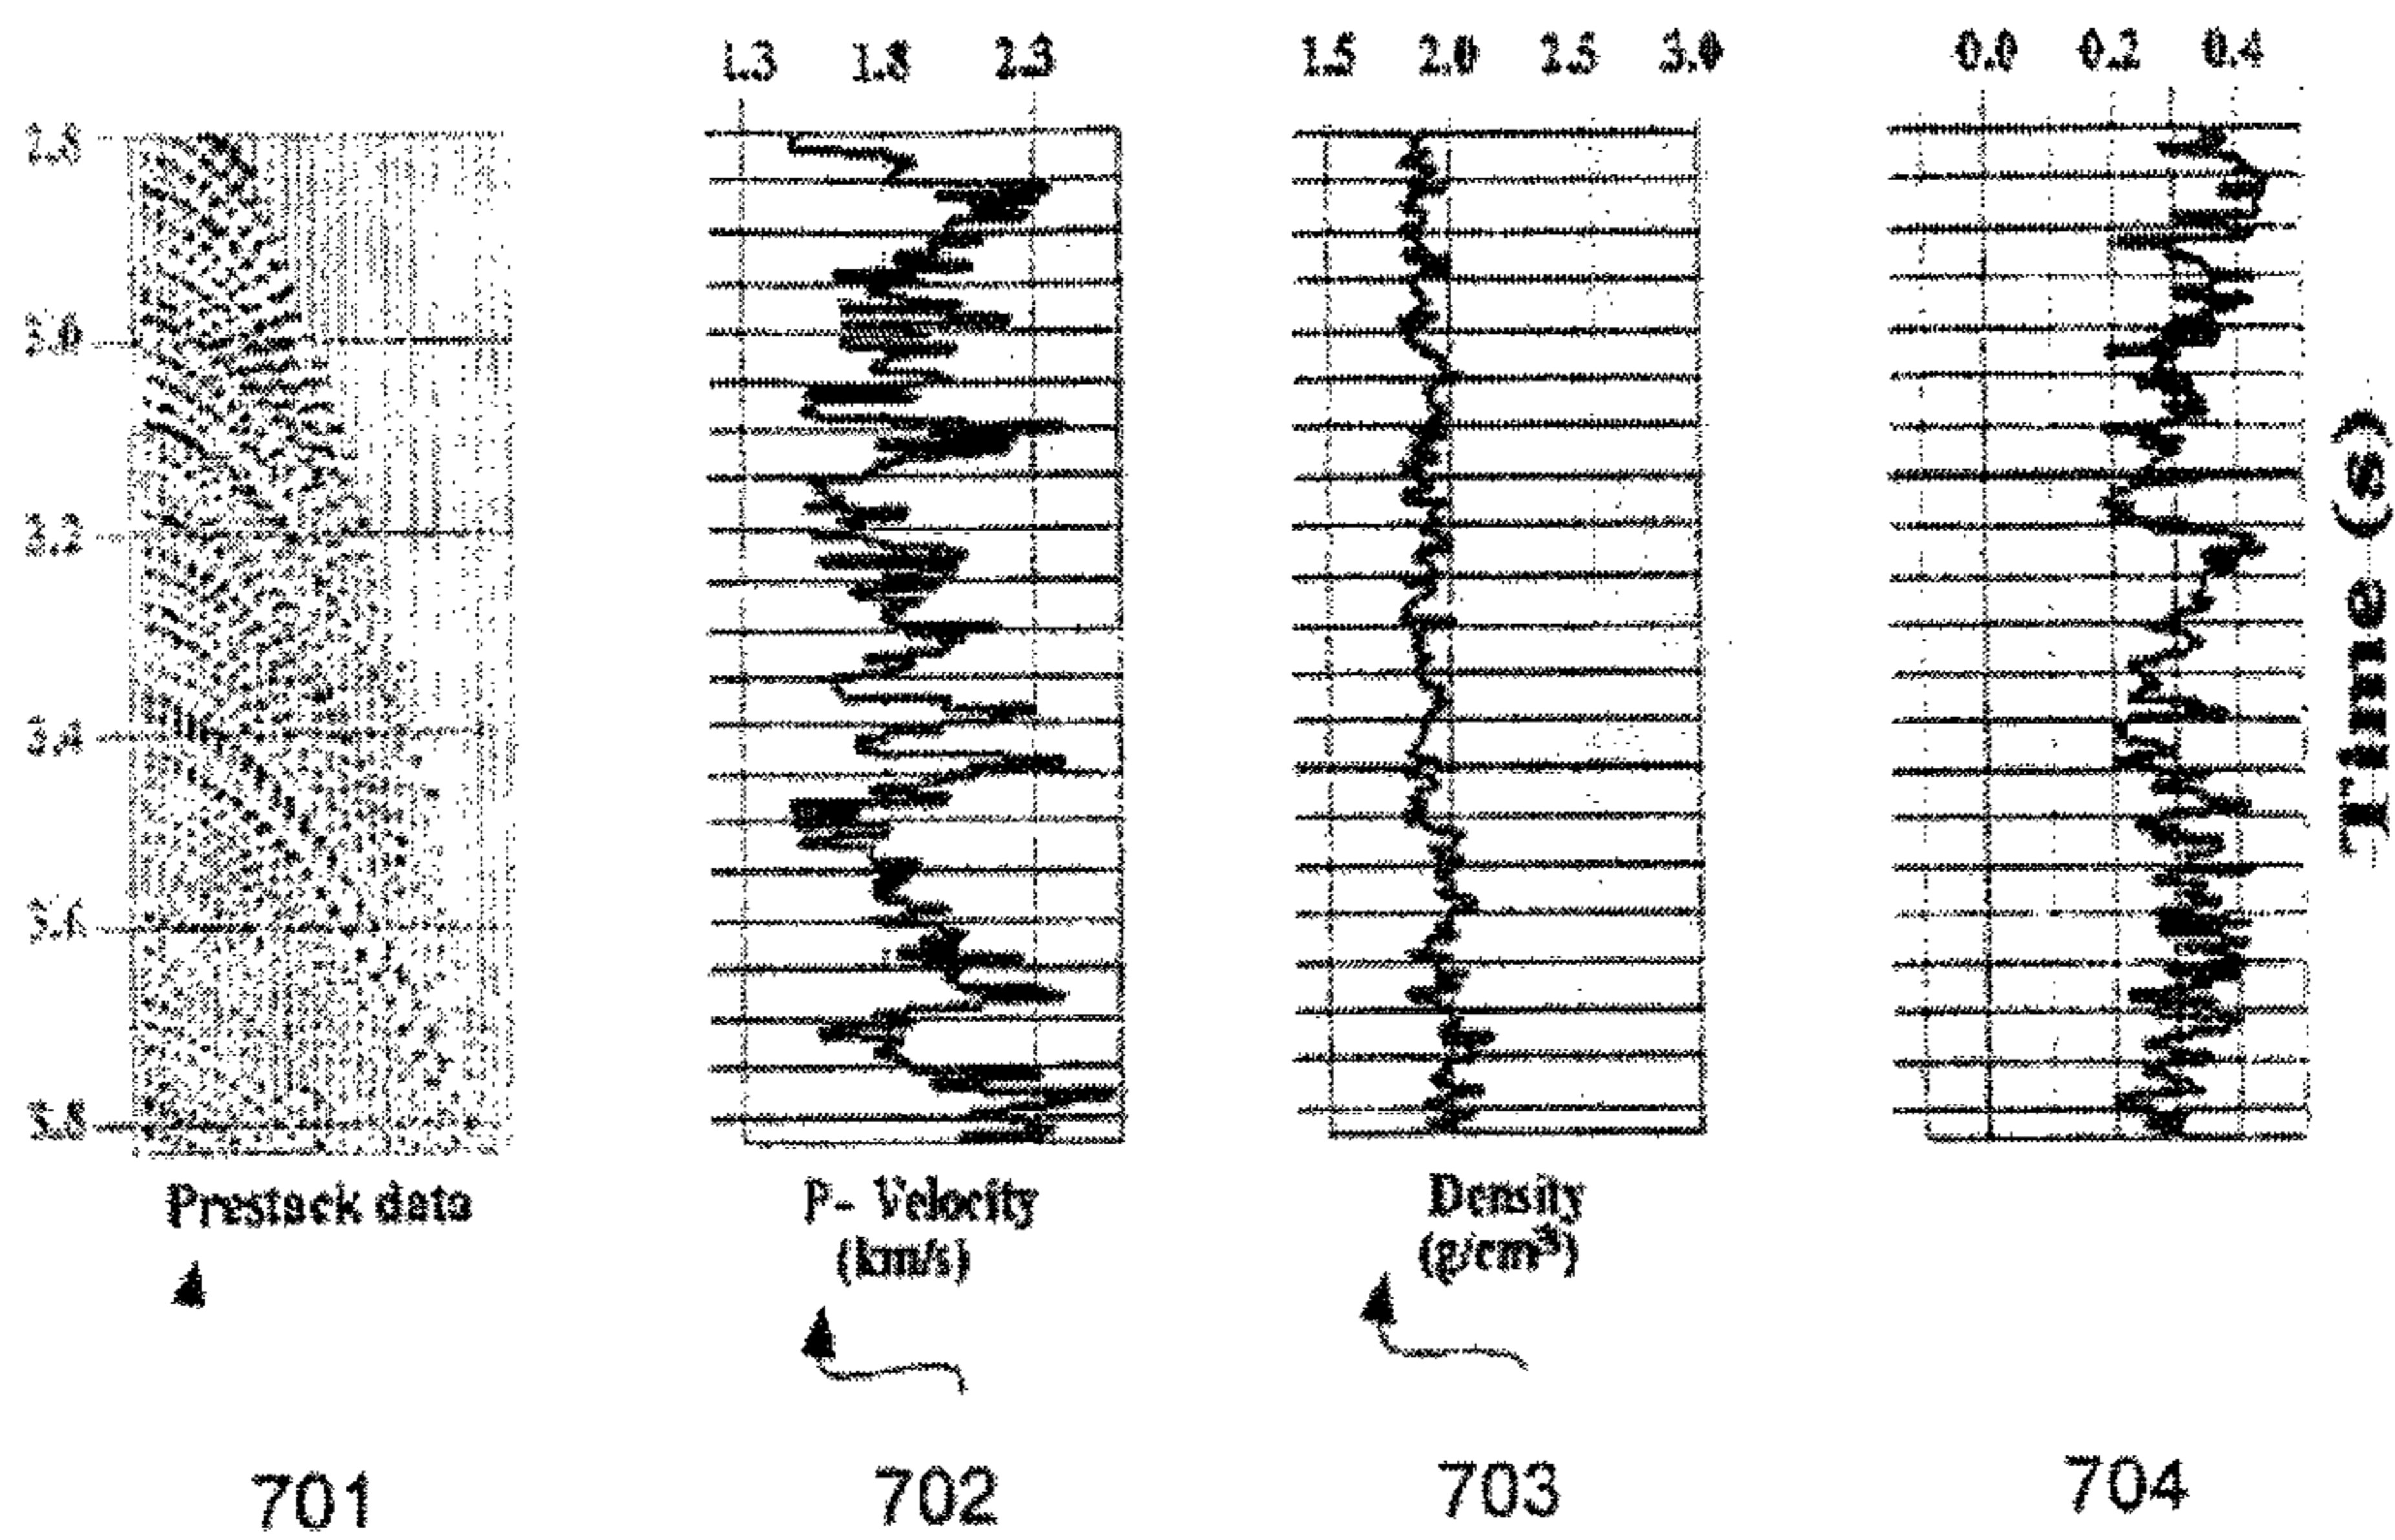 1.3 1.8 2.3
1.5 2.0 2.5 3.0
0.0 0.2 0.4
3.0
3.2
3.4
3.6
3.8
Time (s)
Prestack data
P- Velocity
(km/s)
Density
(g/cm³)
701
702
703
704